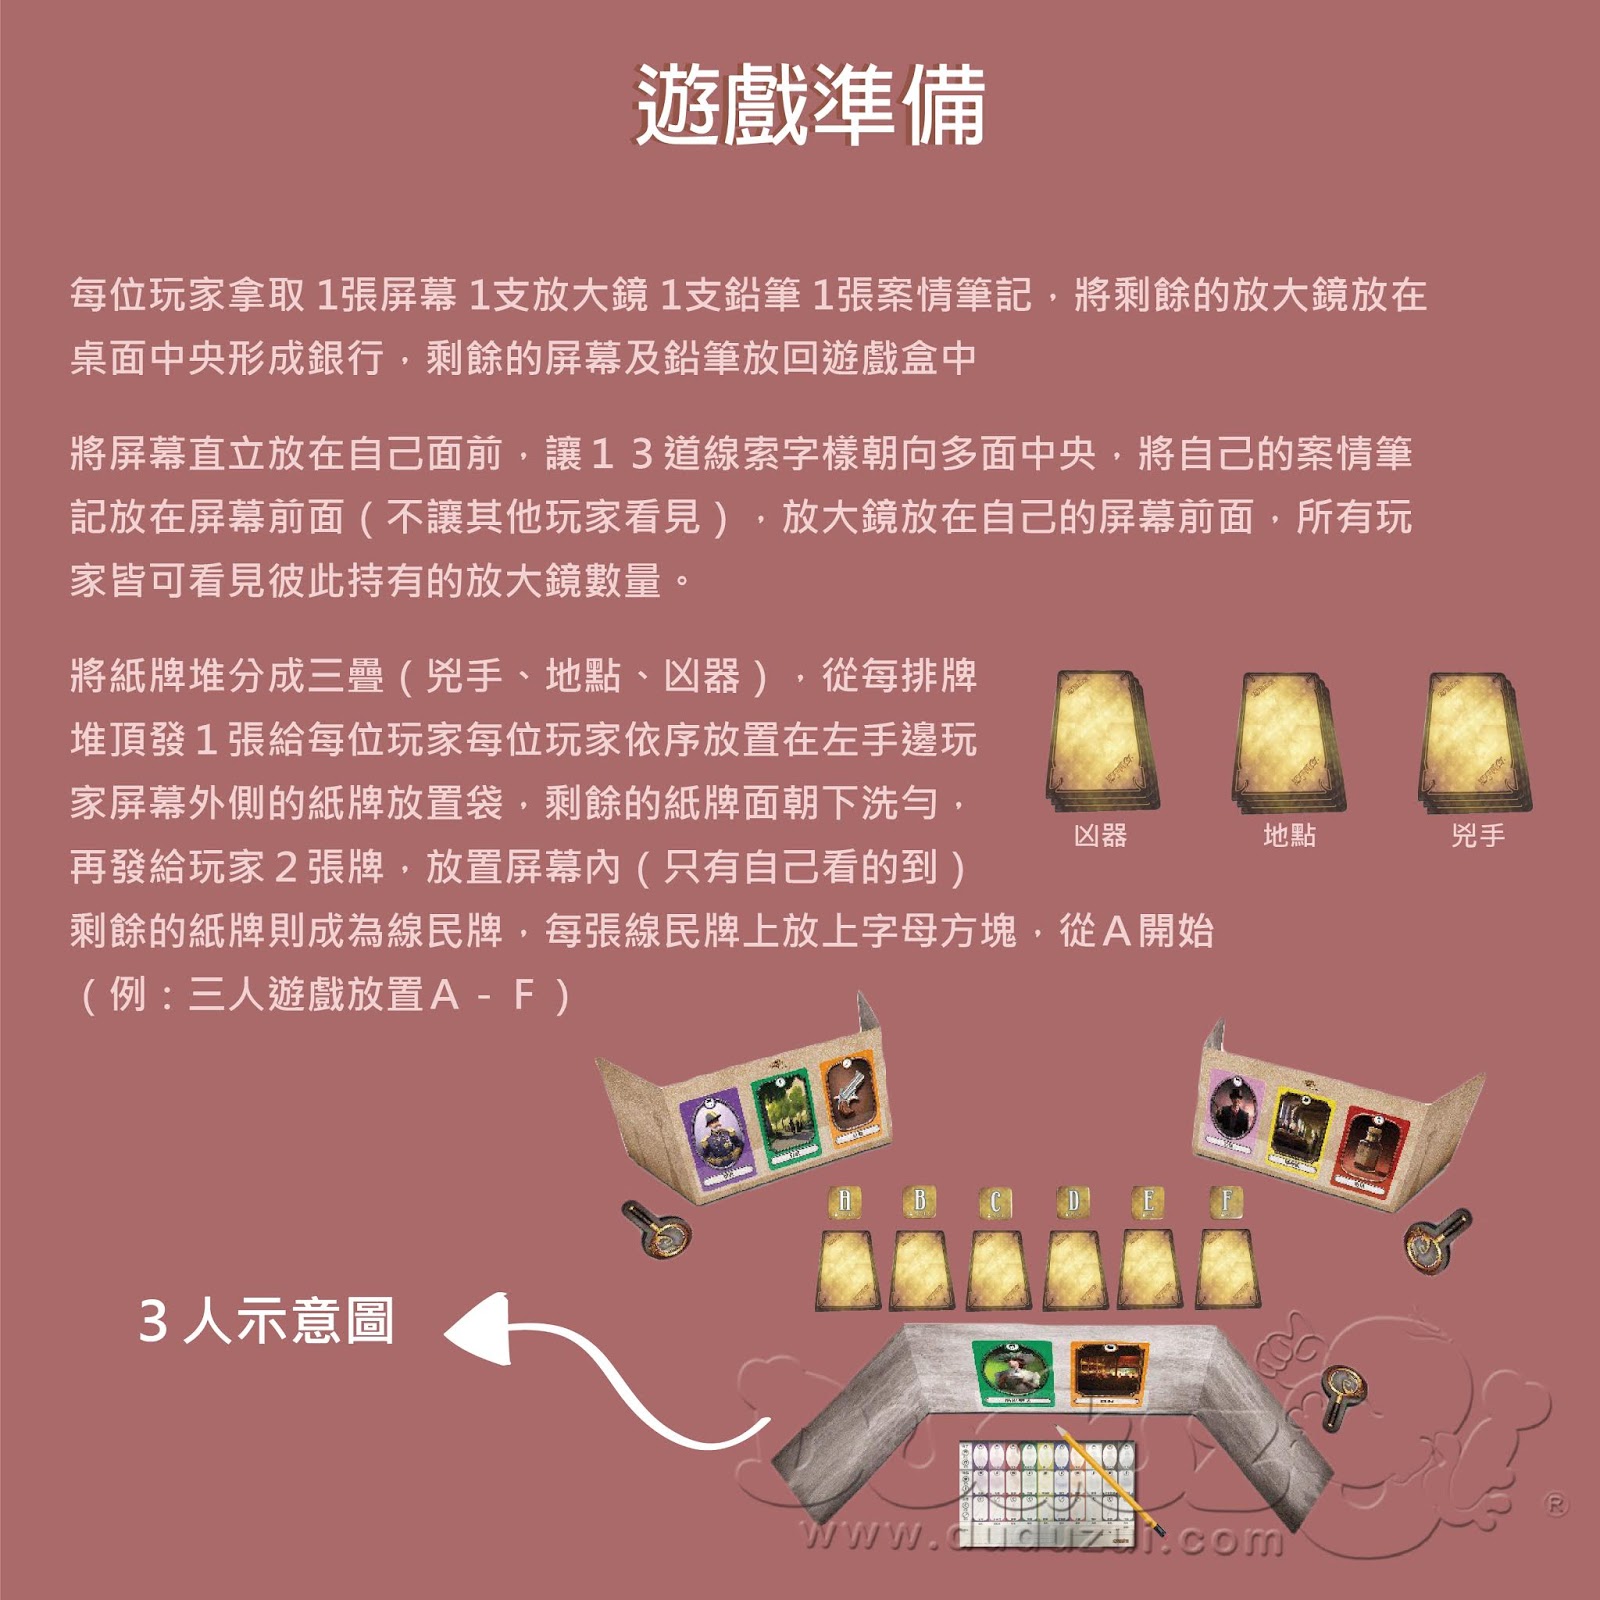 遊戲準備
每位玩家拿取 1張屏幕 1支放大鏡 1支鉛筆 1張案情筆記，將剩餘的放大鏡放在
桌面中央形成銀行，剩餘的屏幕及鉛筆放回遊戲盒中
將屏幕直立放在自己面前，讓１３道線索字樣朝向多面中央，將自己的案情筆
記放在屏幕前面（不讓其他玩家看見），放大鏡放在自己的屏幕前面，所有玩
家皆可看見彼此持有的放大鏡數量。
將紙牌堆分成三疊（兇手、地點、凶器），從每排牌
堆頂發１張給每位玩家每位玩家依序放置在左手邊玩
家屏幕外側的紙牌放置袋，剩餘的紙牌面朝下洗勻，
再發給玩家２張牌，放置屏幕內（只有自己看的到）
剩餘的紙牌則成為線民牌，每張線民牌上放上字母方塊，從Ａ開始
（例：三人遊戲放置Ａ－Ｆ）
凶器 地點 兇手
A B C D E F
３人示意圖
www.duduzui.com
®